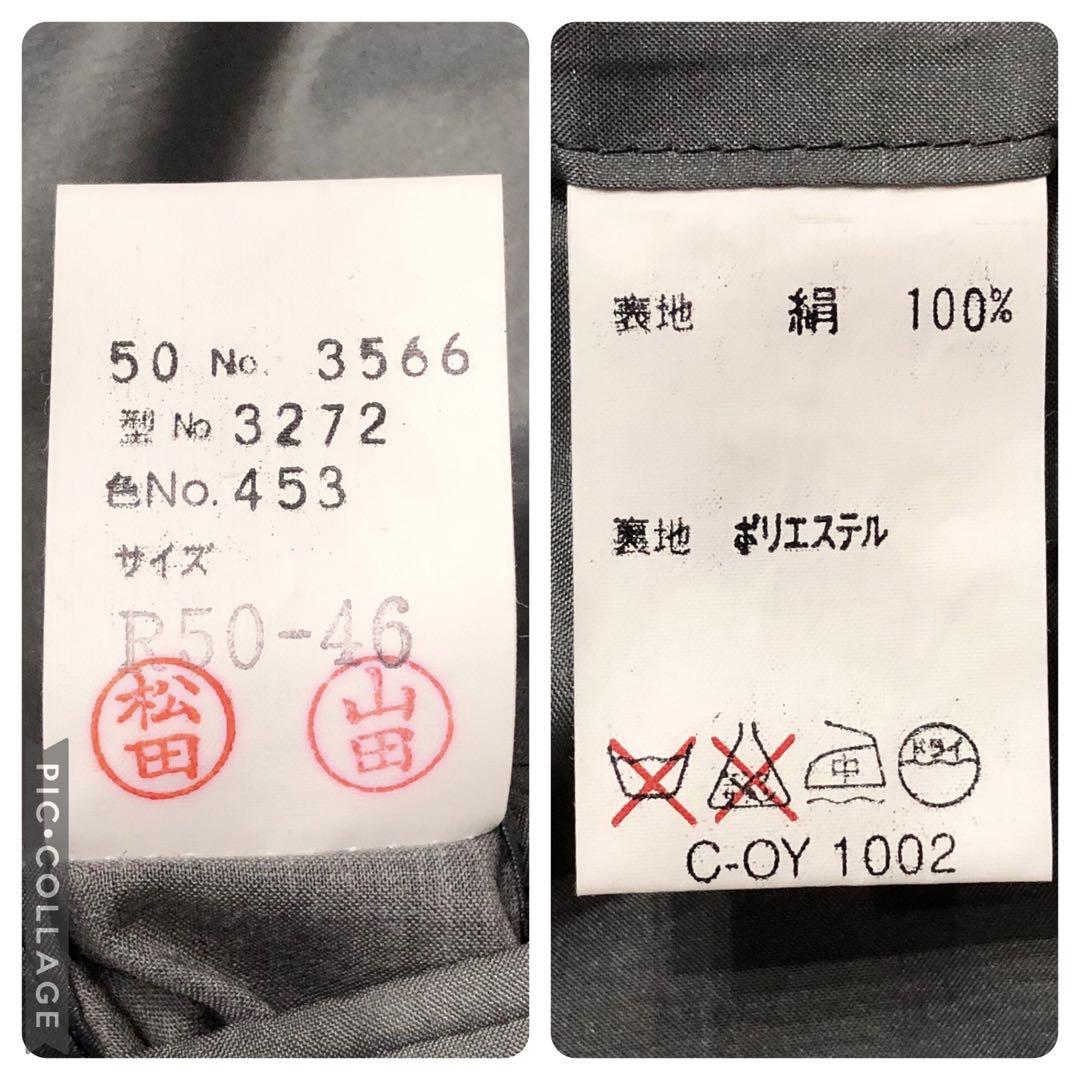 50 No. 3566
型 No 3272
色No. 453
サイズ
R50-46
松田 山田
表地 絹 100%
裏地 ポリエステル
中 ドライ
C-OY 1002
PIC•COLLAGE